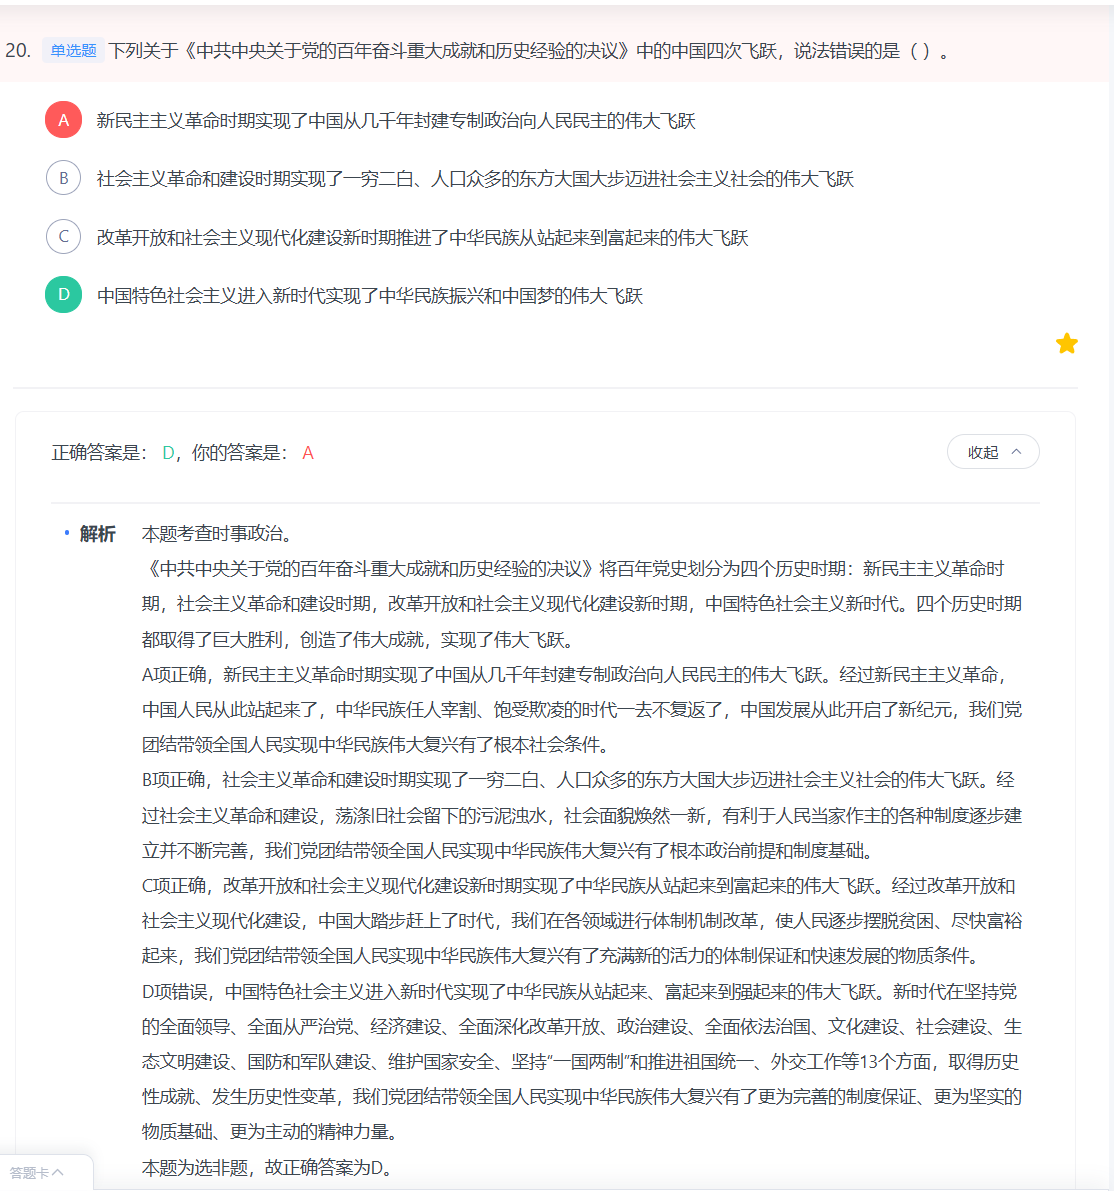 20. 单选题 下列关于《中共中央关于党的百年奋斗重大成就和历史经验的决议》中的中国四次飞跃，说法错误的是（ ）。
A 新民主主义革命时期实现了中国从几千年封建专制政治向人民民主的伟大飞跃
B 社会主义革命和建设时期实现了一穷二白、人口众多的东方大国大步迈进社会主义社会的伟大飞跃
C 改革开放和社会主义现代化建设新时期推进了中华民族从站起来到富起来的伟大飞跃
D 中国特色社会主义进入新时代实现了中华民族振兴和中国梦的伟大飞跃
正确答案是： D，你的答案是： A
收起
解析 本题考查时事政治。
《中共中央关于党的百年奋斗重大成就和历史经验的决议》将百年党史划分为四个历史时期：新民主主义革命时
期，社会主义革命和建设时期，改革开放和社会主义现代化建设新时期，中国特色社会主义新时代。四个历史时期
都取得了巨大胜利，创造了伟大成就，实现了伟大飞跃。
A项正确，新民主主义革命时期实现了中国从几千年封建专制政治向人民民主的伟大飞跃。经过新民主主义革命，
中国人民从此站起来了，中华民族任人宰割、饱受欺凌的时代一去不复返了，中国发展从此开启了新纪元，我们党
团结带领全国人民实现中华民族伟大复兴有了根本社会条件。
B项正确，社会主义革命和建设时期实现了一穷二白、人口众多的东方大国大步迈进社会主义社会的伟大飞跃。经
过社会主义革命和建设，荡涤旧社会留下的污泥浊水，社会面貌焕然一新，有利于人民当家作主的各种制度逐步建
立并不断完善，我们党团结带领全国人民实现中华民族伟大复兴有了根本政治前提和制度基础。
C项正确，改革开放和社会主义现代化建设新时期实现了中华民族从站起来到富起来的伟大飞跃。经过改革开放和
社会主义现代化建设，中国大踏步赶上了时代，我们在各领域进行体制机制改革，使人民逐步摆脱贫困、尽快富裕
起来，我们党团结带领全国人民实现中华民族伟大复兴有了充满新的活力的体制保证和快速发展的物质条件。
D项错误，中国特色社会主义进入新时代实现了中华民族从站起来、富起来到强起来的伟大飞跃。新时代在坚持党
的全面领导、全面从严治党、经济建设、全面深化改革开放、政治建设、全面依法治国、文化建设、社会建设、生
态文明建设、国防和军队建设、维护国家安全、坚持“一国两制”和推进祖国统一、外交工作等13个方面，取得历史
性成就、发生历史性变革，我们党团结带领全国人民实现中华民族伟大复兴有了更为完善的制度保证、更为坚实的
物质基础、更为主动的精神力量。
本题为选非题，故正确答案为D。
答题卡